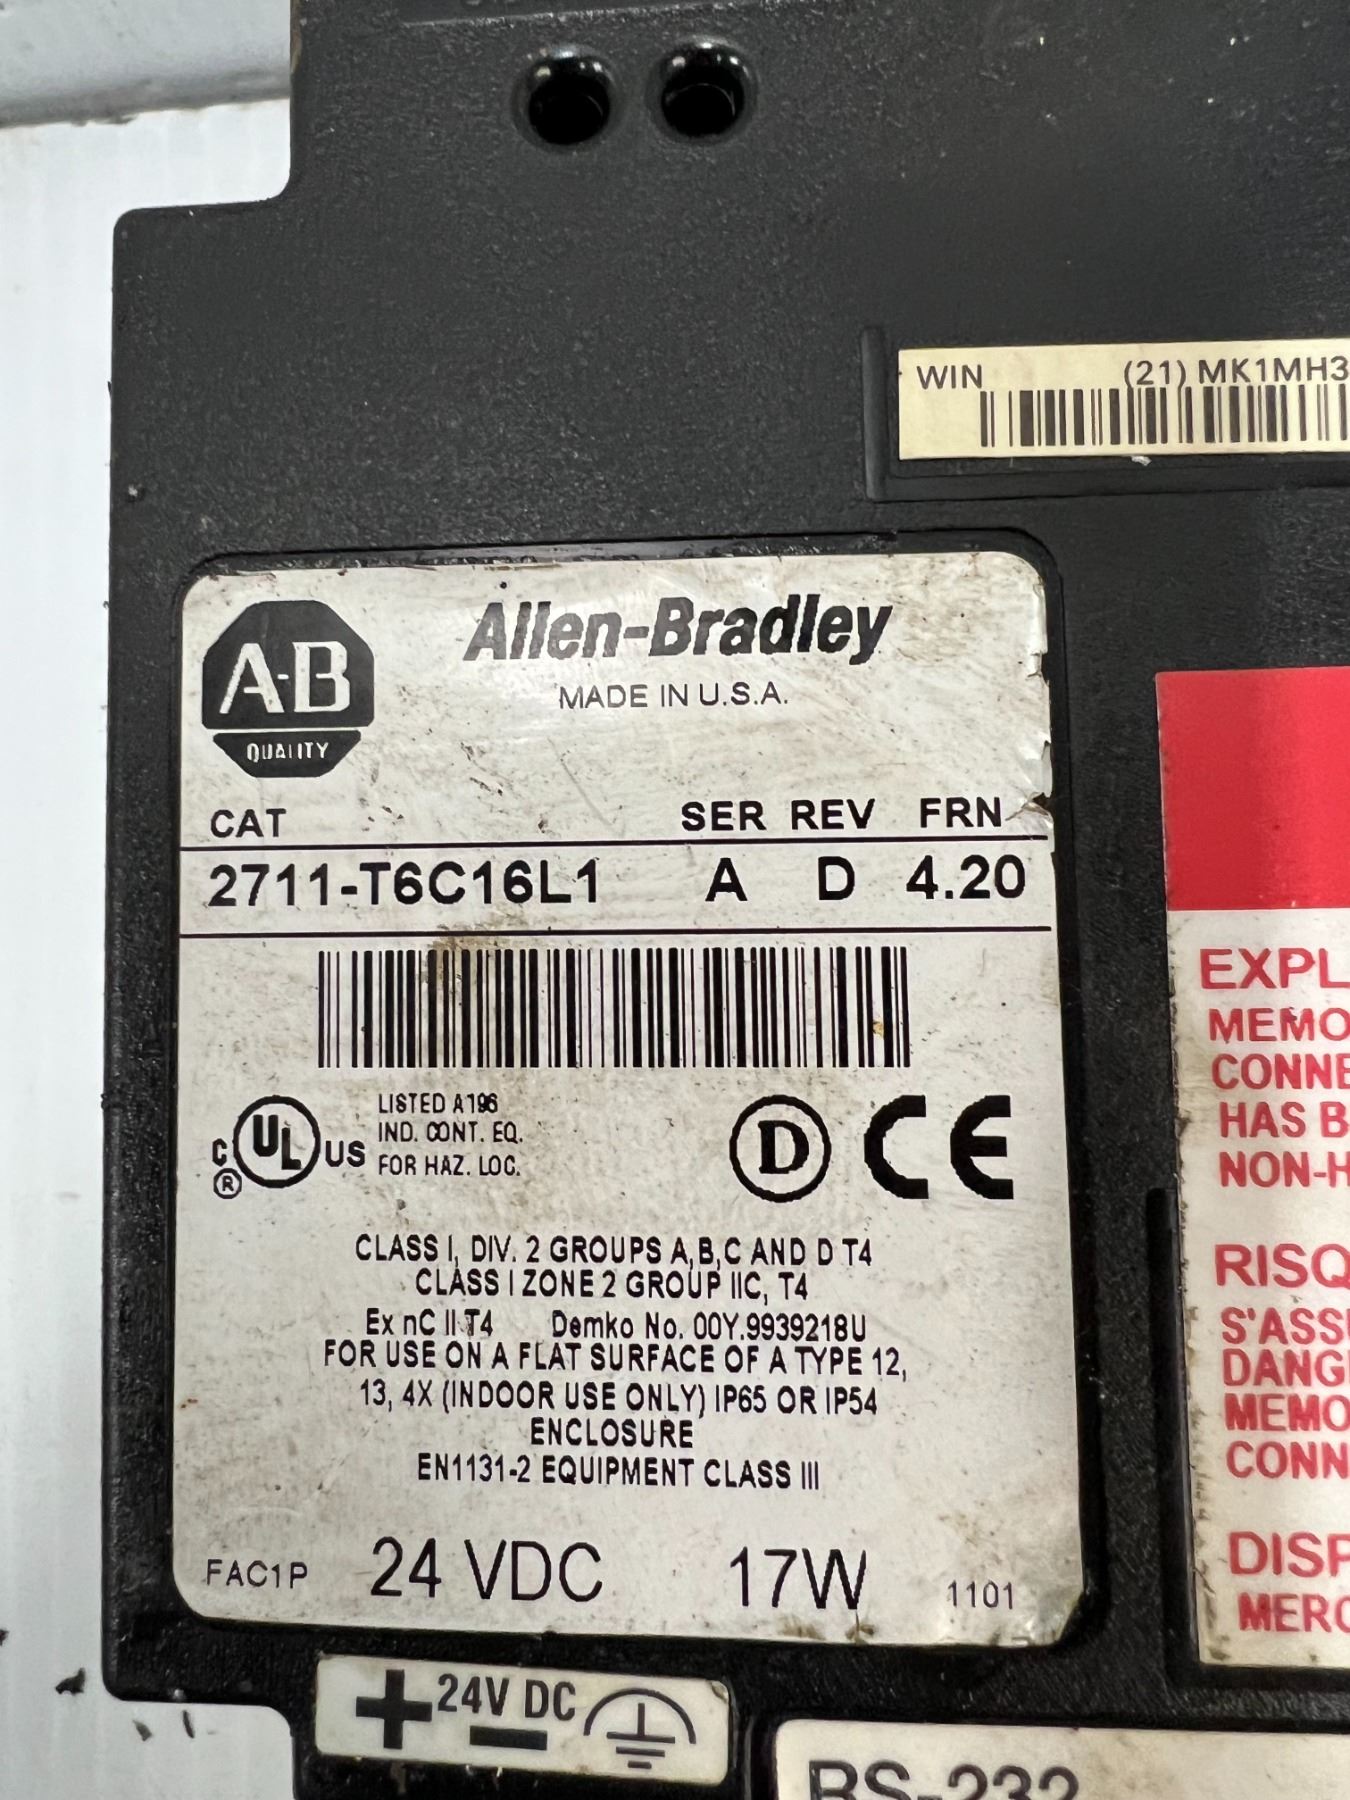 WIN (21) MK1MH3
A-B
QUALITY
Allen-Bradley
MADE IN U.S.A.
CAT SER REV FRN
2711-T6C16L1 A D 4.20
C UL US
®
LISTED A196
IND. CONT. EQ.
FOR HAZ. LOC.
D CE
CLASS I, DIV. 2 GROUPS A,B,C AND D T4
CLASS I ZONE 2 GROUP IIC, T4
Ex nC II T4 Demko No. 00Y.9939218U
FOR USE ON A FLAT SURFACE OF A TYPE 12,
13, 4X (INDOOR USE ONLY) IP65 OR IP54
ENCLOSURE
EN1131-2 EQUIPMENT CLASS III
FAC1P 24 VDC 17W 1101
+ 24V DC -
RS-232
EXPL
MEMO
CONNE
HAS B
NON-H
RISQ
S'ASSU
DANGE
MEMO
CONN
DISP
MERC